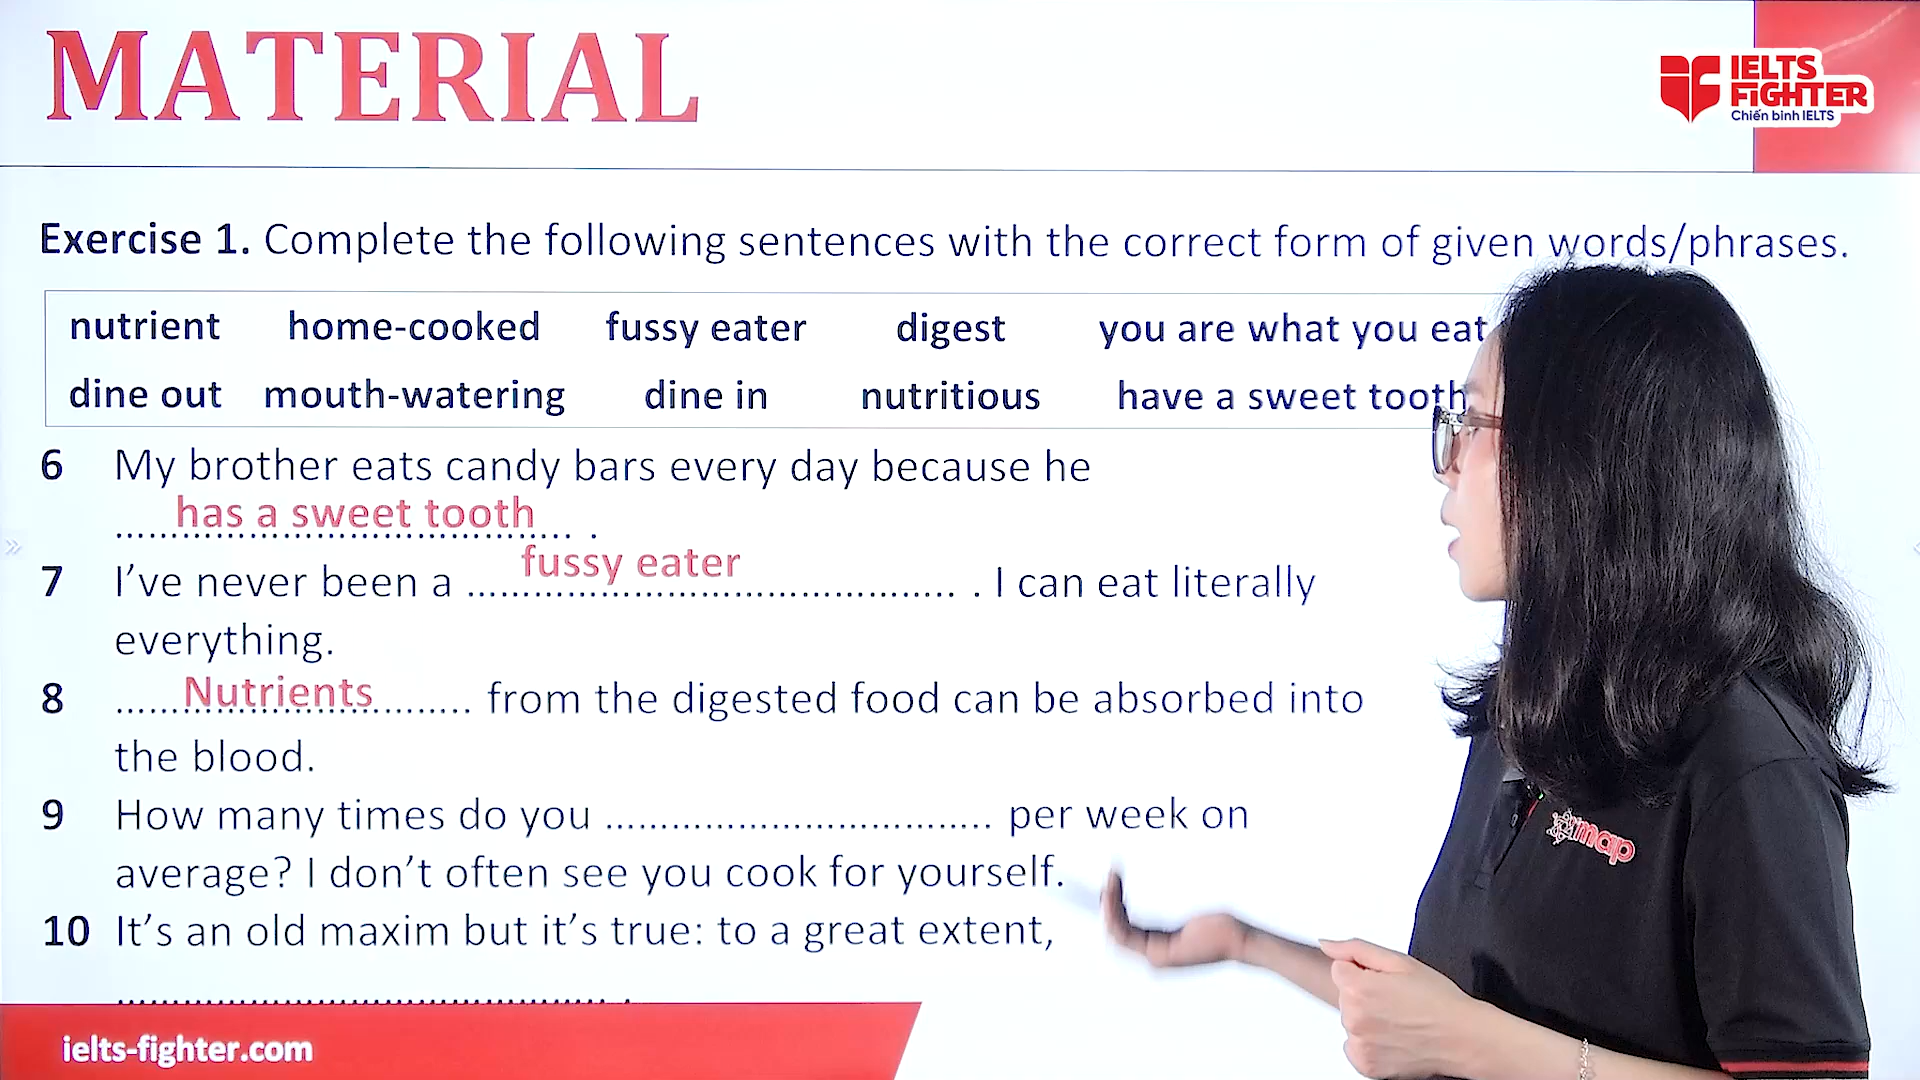 MATERIAL
IELTS
FiGHTER
Chiến binh IELTS
Exercise 1. Complete the following sentences with the correct form of given words/phrases.
nutrient home-cooked fussy eater digest you are what you eat
dine out mouth-watering dine in nutritious have a sweet tooth
6 My brother eats candy bars every day because he
has a sweet tooth
........................................ .
fussy eater
7 I’ve never been a ........................................ . I can eat literally
everything.
8 ......Nutrients......... from the digested food can be absorbed into
the blood.
9 How many times do you .................................. per week on
average? I don’t often see you cook for yourself.
10 It’s an old maxim but it’s true: to a great extent,
........................................ .
map
ielts-fighter.com